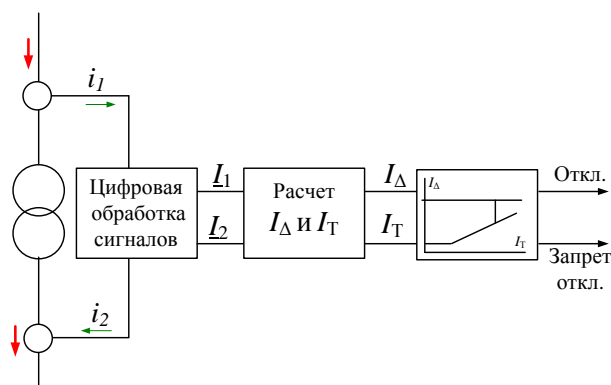 i1
Цифровая
обработка
сигналов
i2
I1
I2
Расчет
IΔ и IТ
IΔ
IТ
IΔ
IТ
Откл.
Запрет
откл.